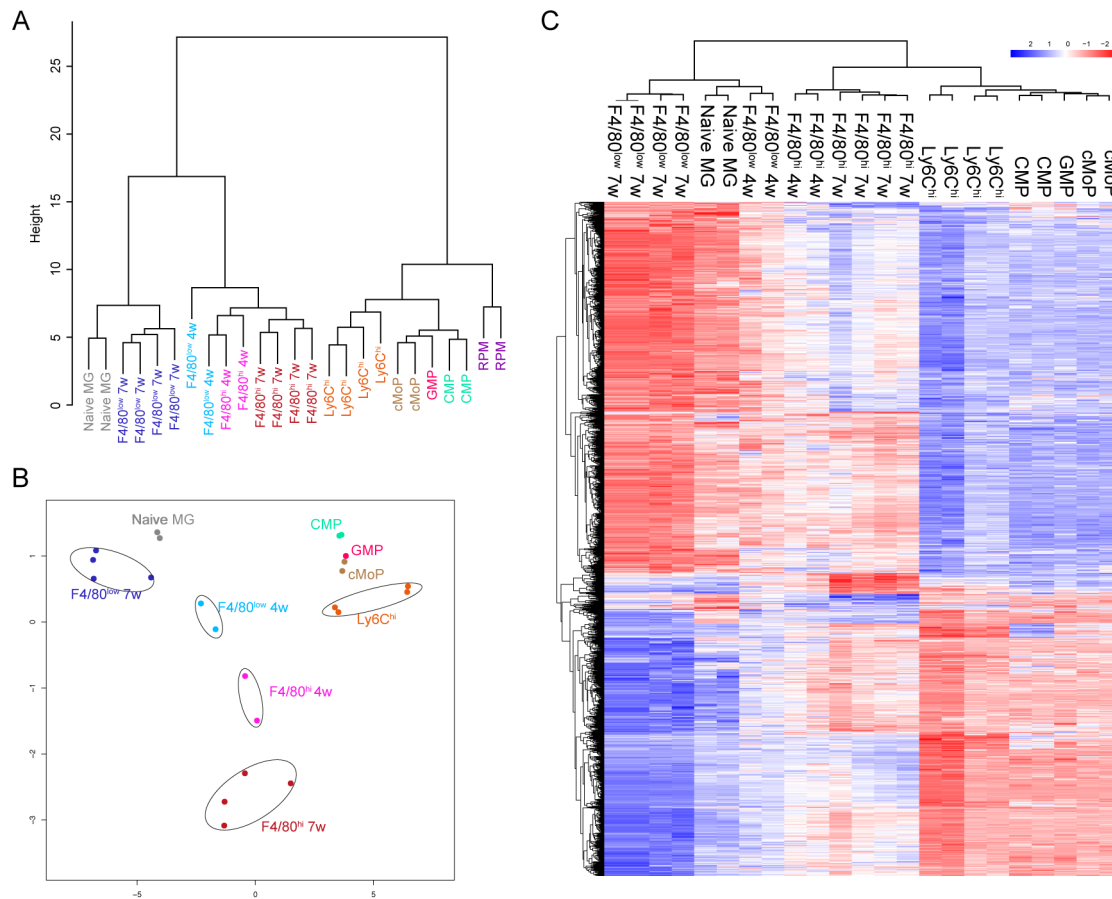 A
Height
0
5
10
15
20
25
Naive MG
Naive MG
F4/80low 7w
F4/80low 7w
F4/80low 7w
F4/80low 7w
F4/80low 4w
F4/80low 4w
F4/80hi 4w
F4/80hi 4w
F4/80hi 7w
F4/80hi 7w
F4/80hi 7w
F4/80hi 7w
Ly6Chi
Ly6Chi
Ly6Chi
Ly6Chi
cMoP
cMoP
GMP
CMP
CMP
RPM
RPM
B
Naive MG
F4/80low 7w
F4/80low 4w
F4/80hi 4w
F4/80hi 7w
CMP
GMP
cMoP
Ly6Chi
1
0
−1
−2
−3
−5
0
5
C
2 1 0 −1 −2
F4/80low 7w
F4/80low 7w
F4/80low 7w
F4/80low 7w
Naive MG
Naive MG
F4/80low 4w
F4/80low 4w
F4/80hi 4w
F4/80hi 4w
F4/80hi 7w
F4/80hi 7w
F4/80hi 7w
F4/80hi 7w
Ly6Chi
Ly6Chi
Ly6Chi
Ly6Chi
CMP
CMP
GMP
cMoP
cMoP